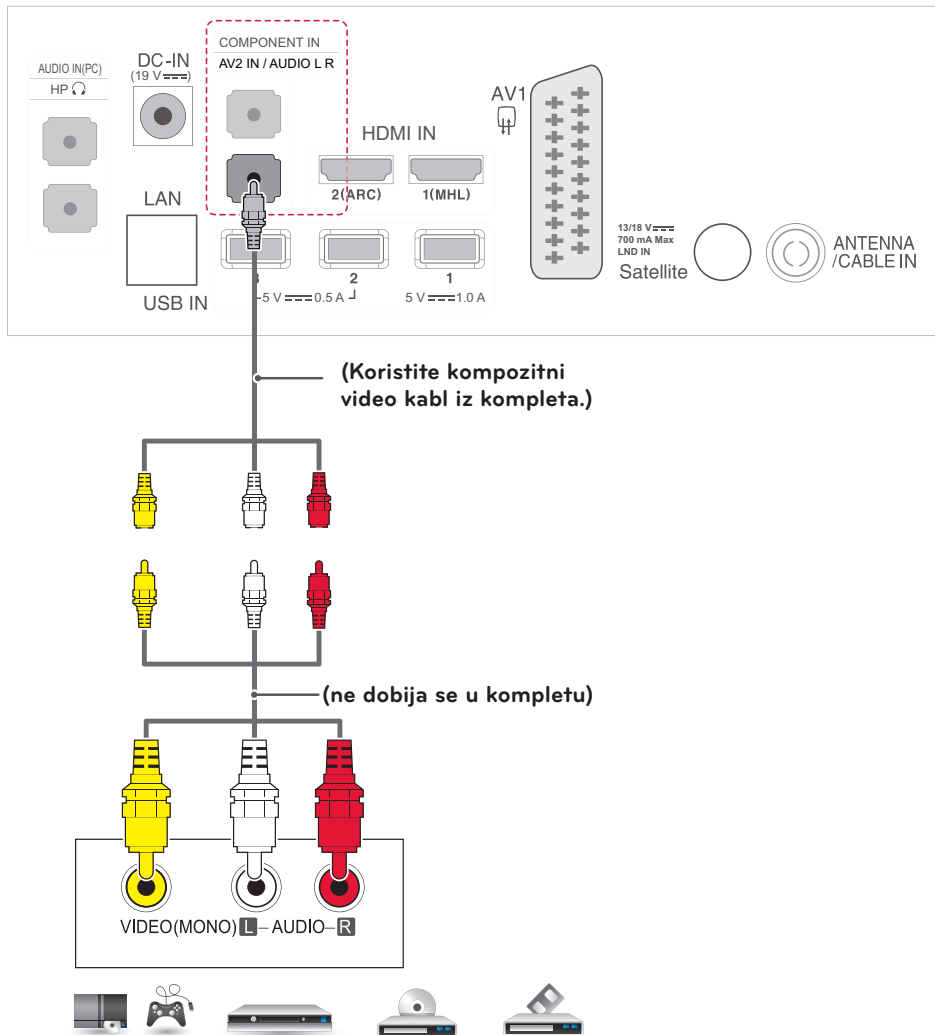 COMPONENT IN
AV2 IN / AUDIO L R
AUDIO IN(PC)
HP
DC-IN
(19 V)
AV1
HDMI IN
2(ARC)
1(MHL)
LAN
USB IN
3
2
1
5 V 0.5 A
5 V 1.0 A
13/18 V
700 mA Max
LND IN
Satellite
ANTENNA
/CABLE IN
(Koristite kompozitni
video kabl iz kompleta.)
(ne dobija se u kompletu)
VIDEO(MONO) L – AUDIO – R